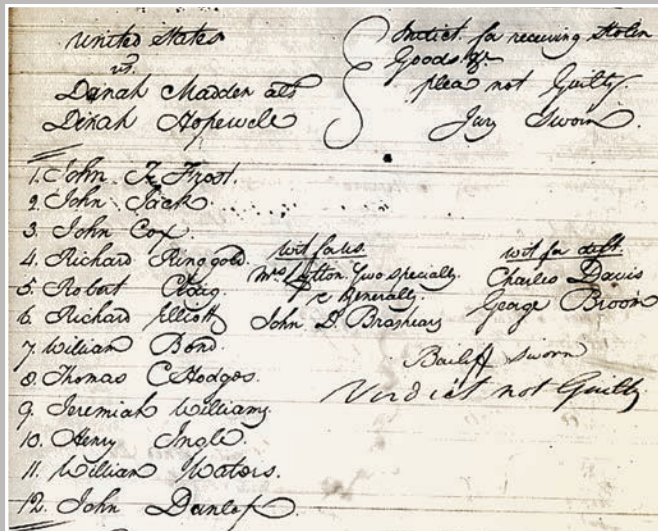 United States
vs.
Dinah Madden als
Dinah Hopewell
Indict. for receiving Stolen
Goods. &c
plea not Guilty
Jury Sworn.
1. John T. Frost.
2. John Jack
3. John Cox
4. Richard Ringgold.
5. Robert Craig.
6. Richard Elliott
7. William Bond.
8. Thomas C. Hodges.
9. Jeremiah Williams.
10. Henry Ingle.
11. William Waters.
12. John Dunlop
wit for us.
Mrs. Two specially.
& Generally.
John D. Brashears
wit for deft.
Charles Davis
George Broom
Bailiff Sworn
Verdict not Guilty